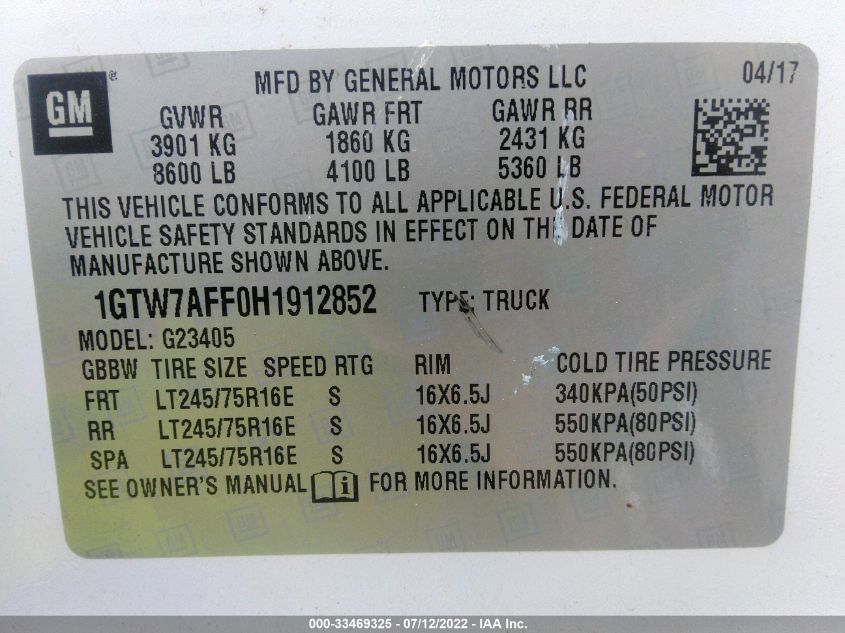 GM ® MFD BY GENERAL MOTORS LLC 04/17
GVWR GAWR FRT GAWR RR
3901 KG 1860 KG 2431 KG
8600 LB 4100 LB 5360 LB
THIS VEHICLE CONFORMS TO ALL APPLICABLE U.S. FEDERAL MOTOR
VEHICLE SAFETY STANDARDS IN EFFECT ON THE DATE OF
MANUFACTURE SHOWN ABOVE.
1GTW7AFF0H1912852 TYPE: TRUCK
MODEL: G23405
GBBW TIRE SIZE SPEED RTG RIM COLD TIRE PRESSURE
FRT LT245/75R16E S 16X6.5J 340KPA(50PSI)
RR LT245/75R16E S 16X6.5J 550KPA(80PSI)
SPA LT245/75R16E S 16X6.5J 550KPA(80PSI)
SEE OWNER'S MANUAL i FOR MORE INFORMATION.
000-33469325 - 07/12/2022 - IAA Inc.